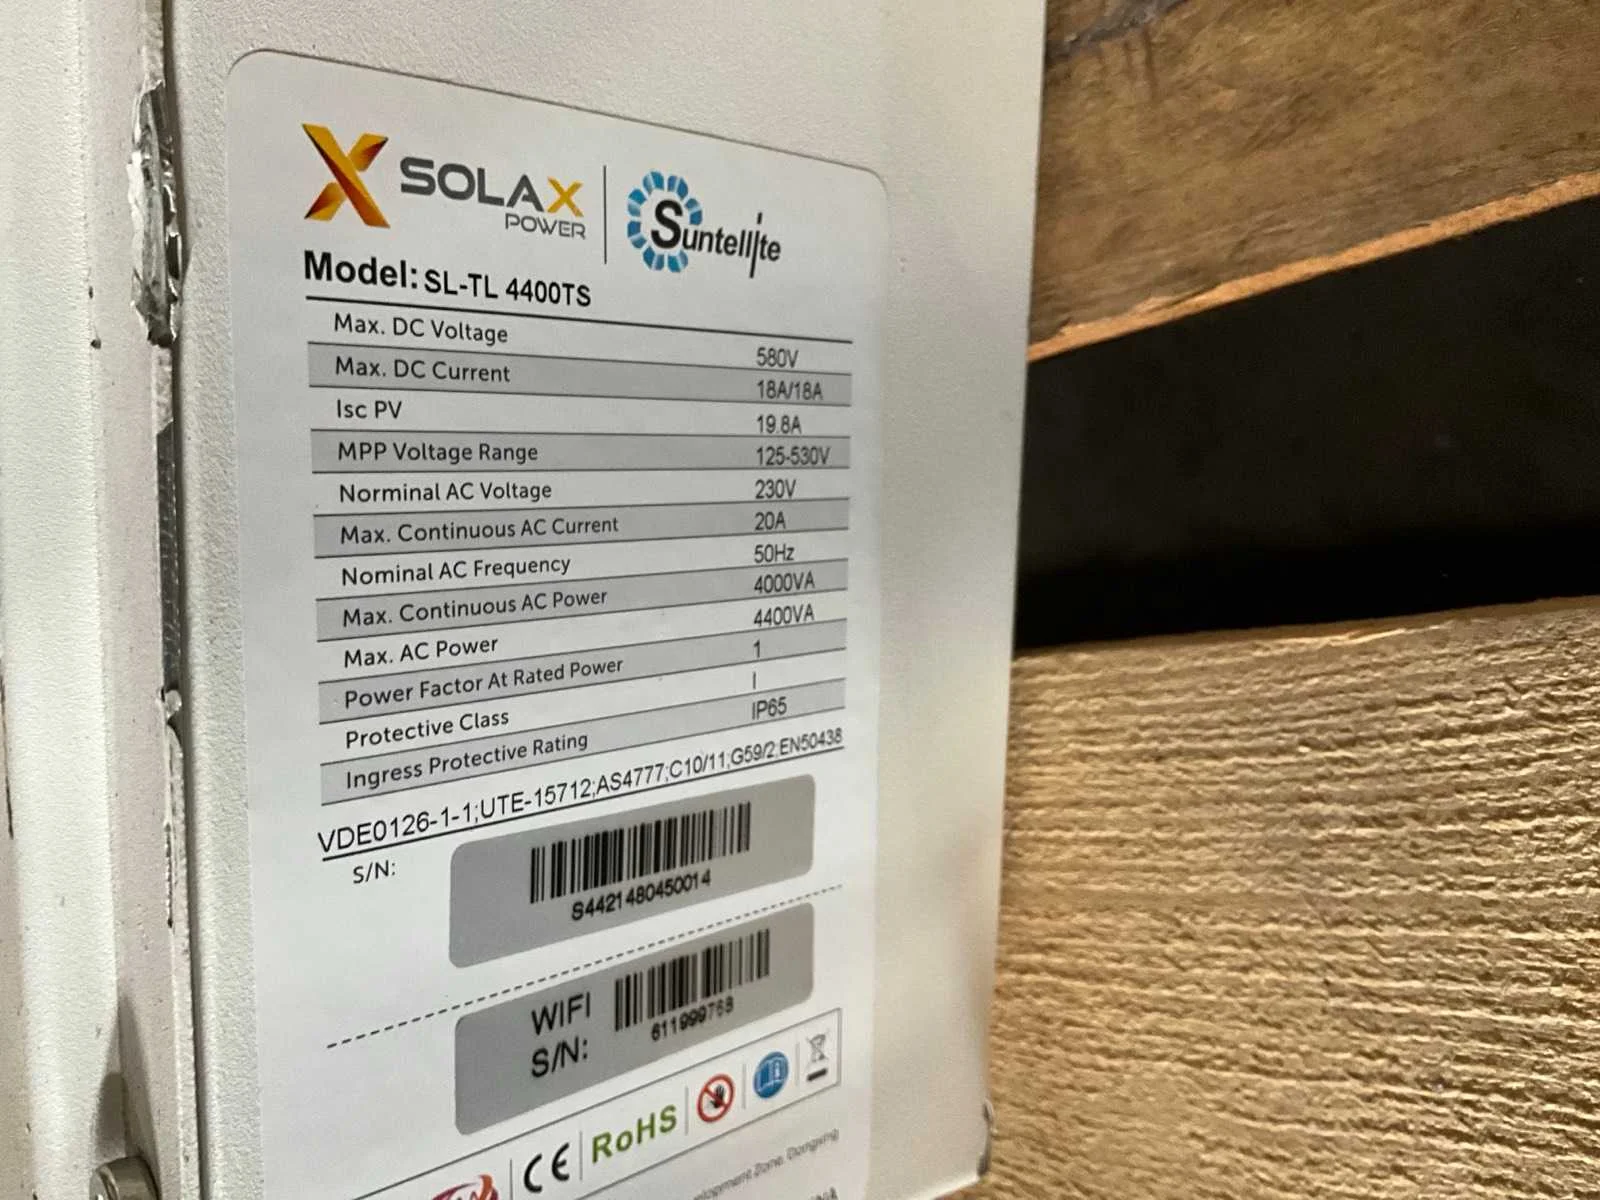 X SOLAX POWER | Suntellite
Model: SL-TL 4400TS
Max. DC Voltage 580V
Max. DC Current 18A/18A
Isc PV 19.8A
MPP Voltage Range 125-530V
Norminal AC Voltage 230V
Max. Continuous AC Current 20A
Nominal AC Frequency 50Hz
Max. Continuous AC Power 4000VA
Max. AC Power 4400VA
Power Factor At Rated Power 1
Protective Class I
Ingress Protective Rating IP65
VDE0126-1-1;UTE-15712;AS4777;C10/11;G59/2;EN50438
S/N:
S4421480450014
WIFI
S/N:
611999768
CE RoHS
Zone. Dongxing